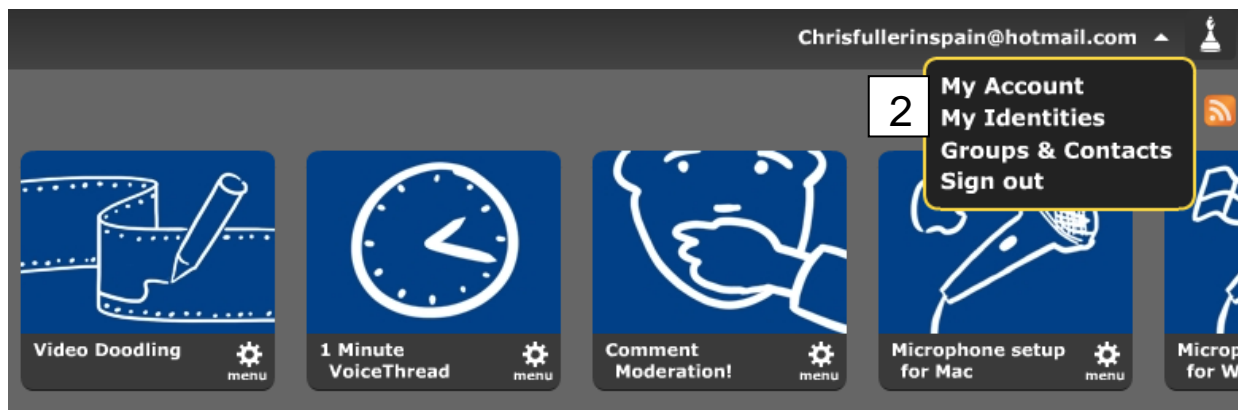 Chrisfullerinspain@hotmail.com
2
My Account
My Identities
Groups & Contacts
Sign out
Video Doodling
menu
1 Minute
VoiceThread
menu
Comment
Moderation!
menu
Microphone setup
for Mac
menu
Microp
for W